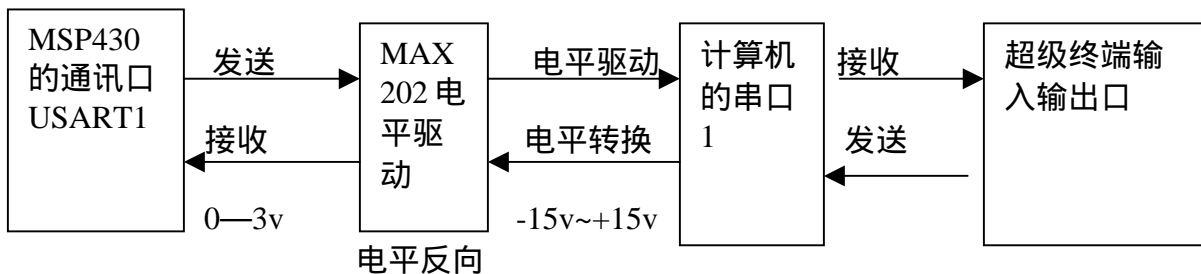 MSP430
的通讯口
USART1
发送
接收
0—3v
MAX
202 电
平驱
动
电平反向
电平驱动
电平转换
-15v~+15v
计算机
的串口
1
接收
发送
超级终端输
入输出口